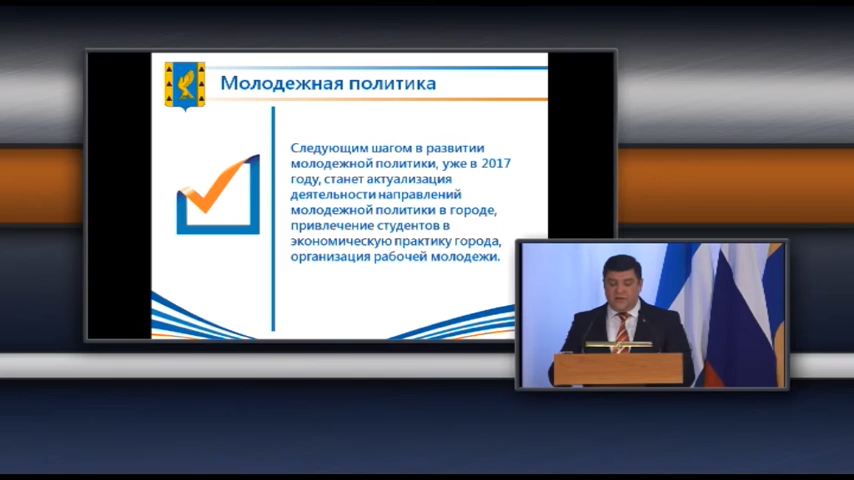 Молодежная политика
Следующим шагом в развитии
молодежной политики, уже в 2017
году, станет актуализация
деятельности направлений
молодежной политики в городе,
привлечение студентов в
экономическую практику города,
организация рабочей молодежи.